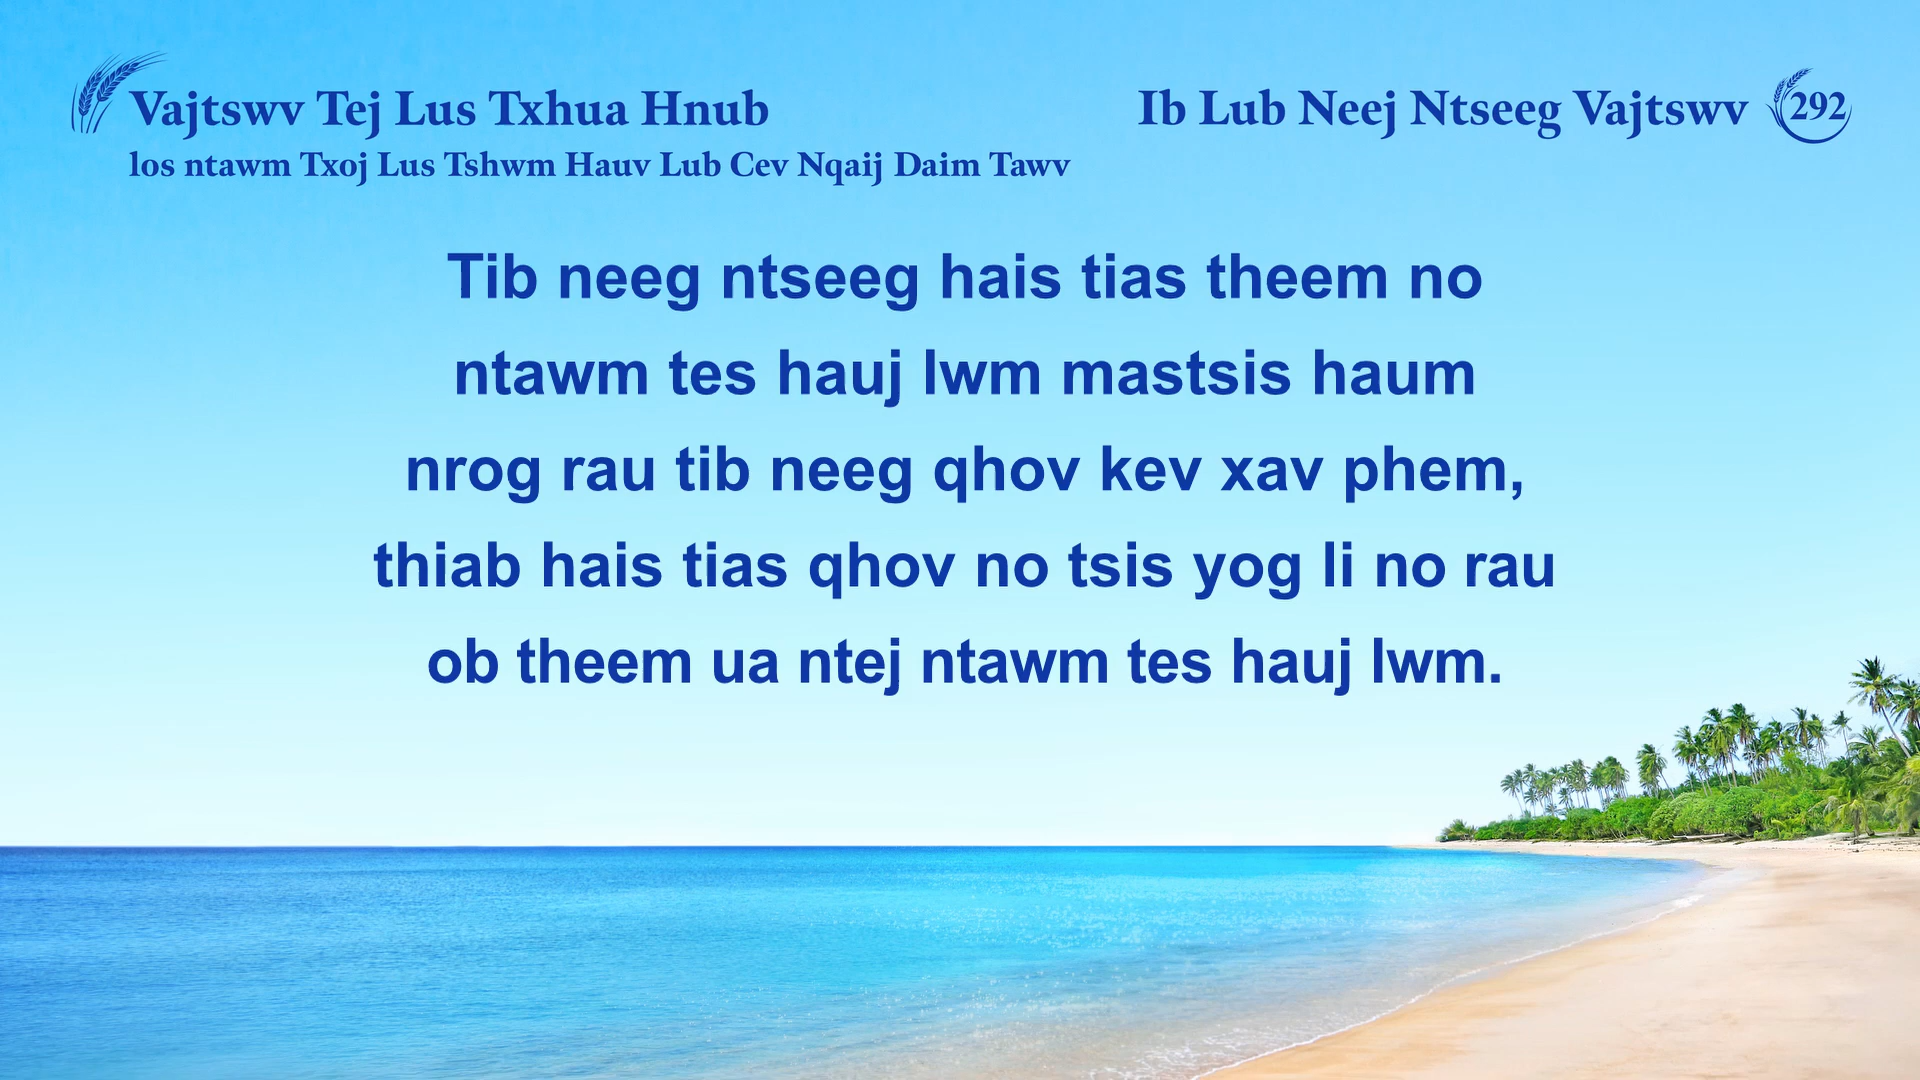 Vajtswv Tej Lus Txhua Hnub
los ntawm Txoj Lus Tshwm Hauv Lub Cev Nqaij Daim Tawv
Ib Lub Neej Ntseeg Vajtswv 292
Tib neeg ntseeg hais tias theem no
ntawm tes hauj lwm mastsis haum
nrog rau tib neeg qhov kev xav phem,
thiab hais tias qhov no tsis yog li no rau
ob theem ua ntej ntawm tes hauj lwm.